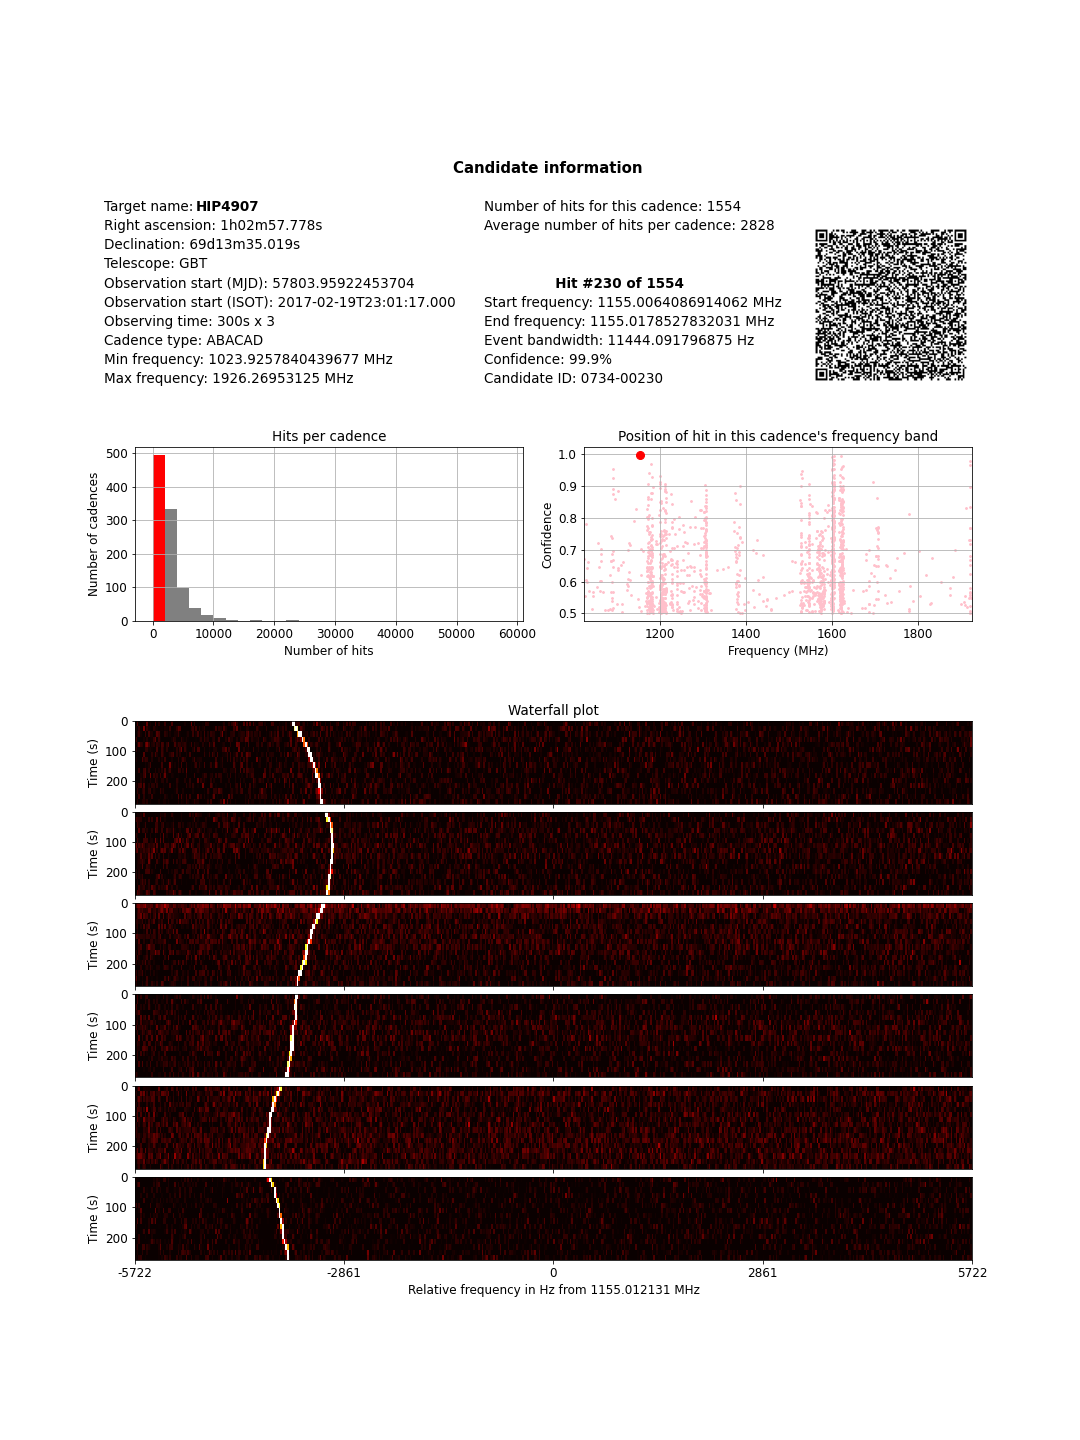 Candidate information
Target name: HIP4907
Right ascension: 1h02m57.778s
Declination: 69d13m35.019s
Telescope: GBT
Observation start (MJD): 57803.95922453704
Observation start (ISOT): 2017-02-19T23:01:17.000
Observing time: 300s x 3
Cadence type: ABACAD
Min frequency: 1023.9257840439677 MHz
Max frequency: 1926.26953125 MHz
Number of hits for this cadence: 1554
Average number of hits per cadence: 2828
Hit #230 of 1554
Start frequency: 1155.0064086914062 MHz
End frequency: 1155.0178527832031 MHz
Event bandwidth: 11444.091796875 Hz
Confidence: 99.9%
Candidate ID: 0734-00230
Hits per cadence
Number of cadences
500
400
300
200
100
0
0 10000 20000 30000 40000 50000 60000
Number of hits
Position of hit in this cadence's frequency band
Confidence
1.0
0.9
0.8
0.7
0.6
0.5
1200 1400 1600 1800
Frequency (MHz)
Waterfall plot
Time (s)
0
100
200
Time (s)
0
100
200
Time (s)
0
100
200
Time (s)
0
100
200
Time (s)
0
100
200
Time (s)
0
100
200
-5722 -2861 0 2861 5722
Relative frequency in Hz from 1155.012131 MHz